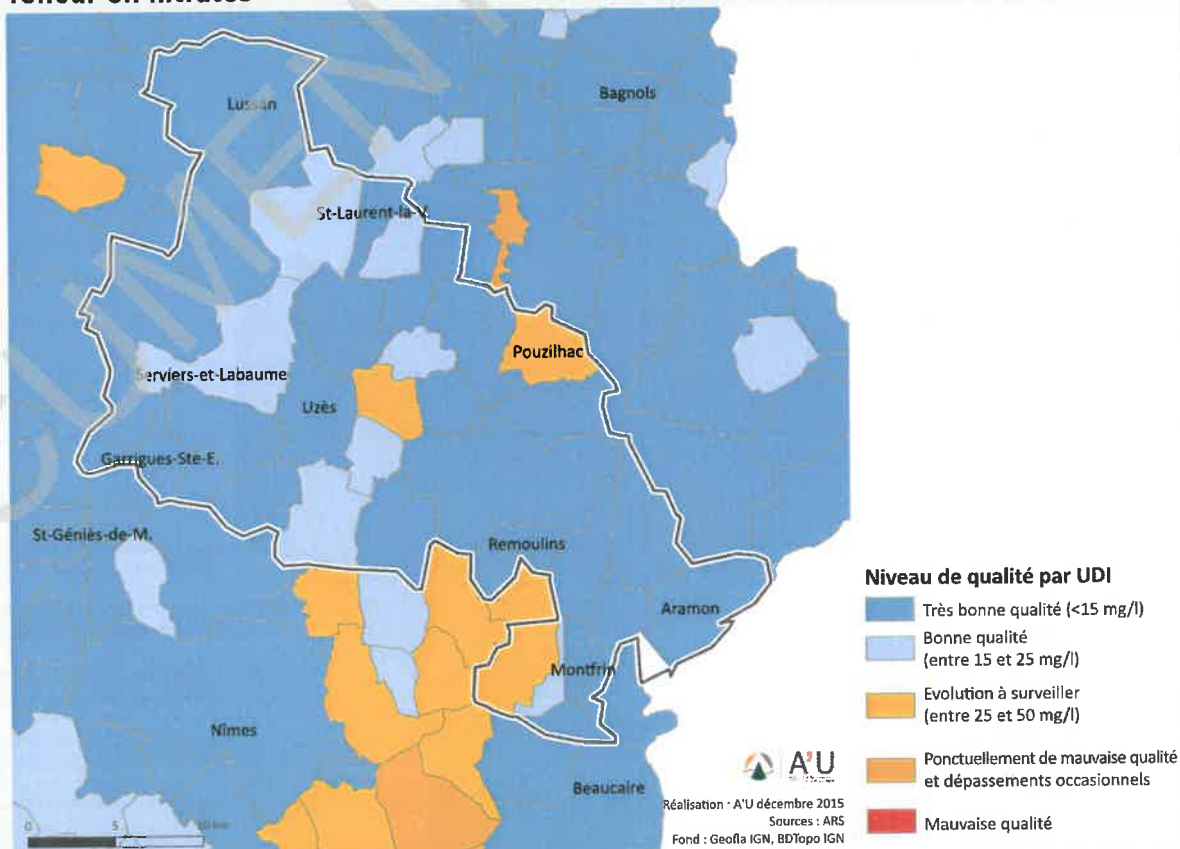 Lussan
Bagnols
St-Laurent-la-V.
Pouzilhac
Serviers-et-Labaume
Uzès
Garrigues-Ste-E.
St-Géniès-de-M.
Remoulins
Aramon
Montfrin
Nîmes
Beaucaire
0 5 10 km
Niveau de qualité par UDI
Très bonne qualité (<15 mg/l)
Bonne qualité
(entre 15 et 25 mg/l)
Evolution à surveiller
(entre 25 et 50 mg/l)
Ponctuellement de mauvaise qualité
et dépassements occasionnels
Mauvaise qualité
A'U
Réalisation · A'U décembre 2015
Sources : ARS
Fond : Geofla IGN, BDTopo IGN